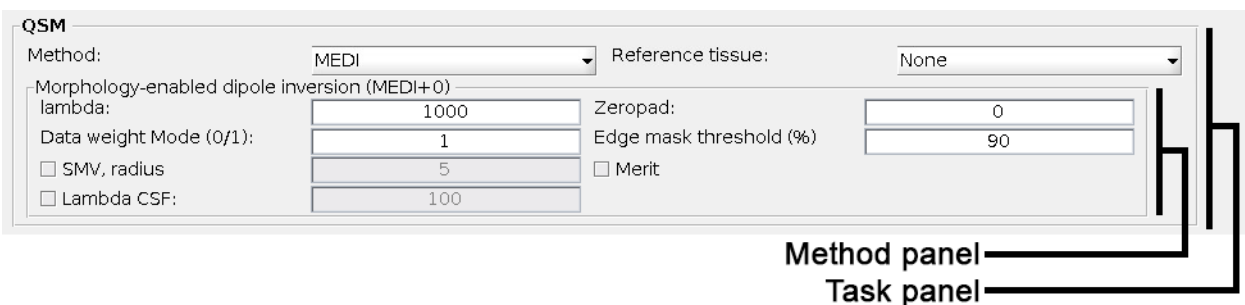 QSM
Method: MEDI Reference tissue: None
Morphology-enabled dipole inversion (MEDI+0)
lambda: 1000 Zeropad: 0
Data weight Mode (0/1): 1 Edge mask threshold (%) 90
SMV, radius 5 Merit
Lambda CSF: 100
Method panel
Task panel